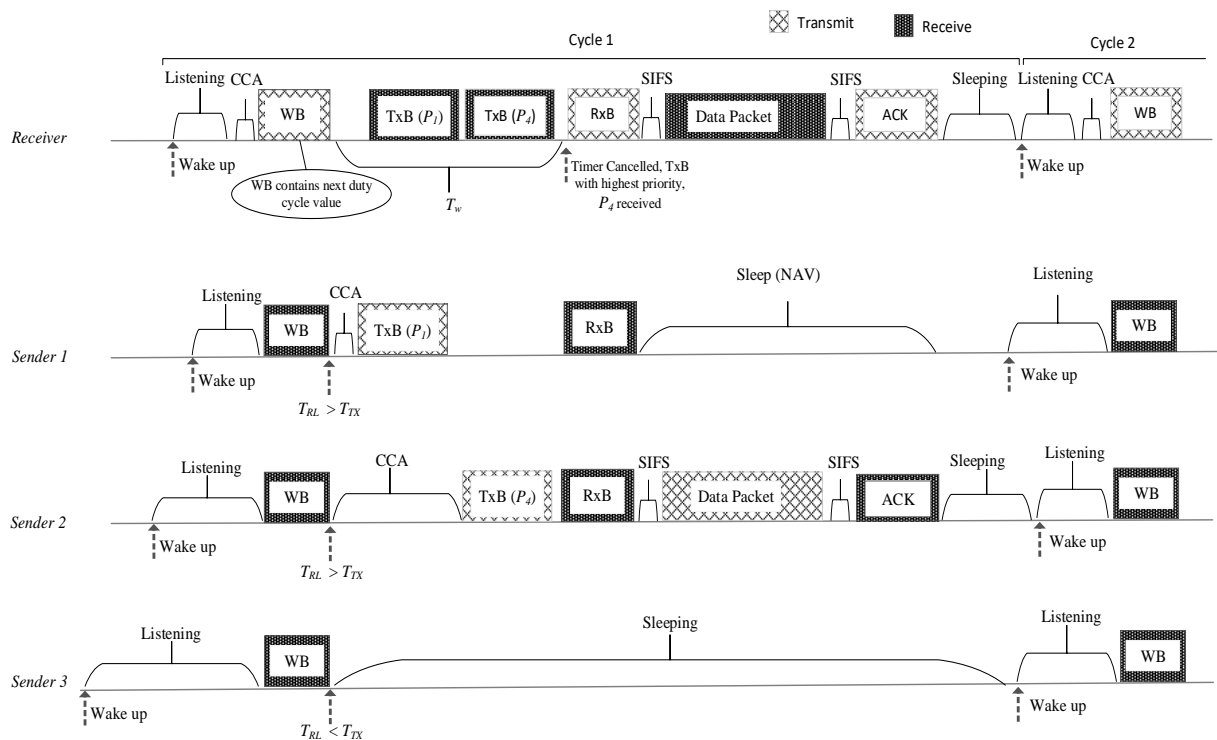 Transmit
Receive
Cycle 1
Cycle 2
Listening
CCA
SIFS
SIFS
Sleeping
Listening
CCA
Receiver
WB
TxB (P1)
TxB (P4)
RxB
Data Packet
ACK
WB
Wake up
WB contains next duty
cycle value
Tw
Timer Cancelled, TxB
with highest priority,
P4 received
Wake up
Sleep (NAV)
Listening
CCA
Listening
Sender 1
WB
TxB (P1)
RxB
WB
Wake up
TRL > TTX
Wake up
Listening
CCA
SIFS
SIFS
Sleeping
Listening
Sender 2
WB
TxB (P4)
RxB
Data Packet
ACK
WB
Wake up
TRL > TTX
Wake up
Listening
Sleeping
Listening
Sender 3
WB
WB
Wake up
TRL < TTX
Wake up